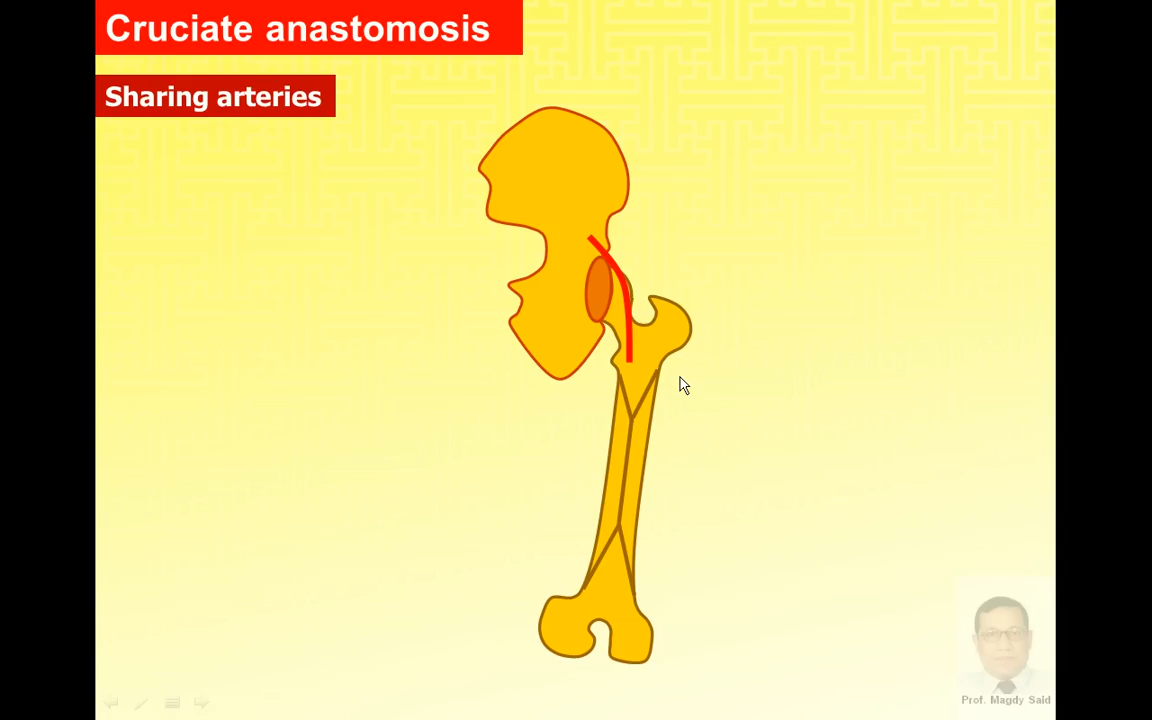 Cruciate anastomosis
Sharing arteries
Prof. Magdy Said